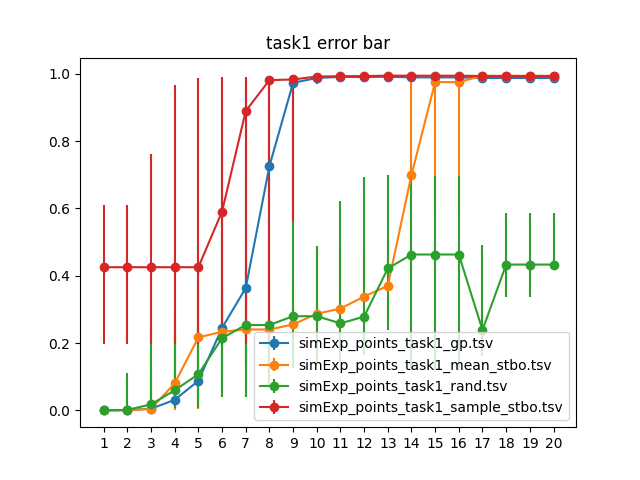 task1 error bar
1.0
0.8
0.6
0.4
0.2
0.0
simExp_points_task1_gp.tsv
simExp_points_task1_mean_stbo.tsv
simExp_points_task1_rand.tsv
simExp_points_task1_sample_stbo.tsv
1 2 3 4 5 6 7 8 9 10 11 12 13 14 15 16 17 18 19 20